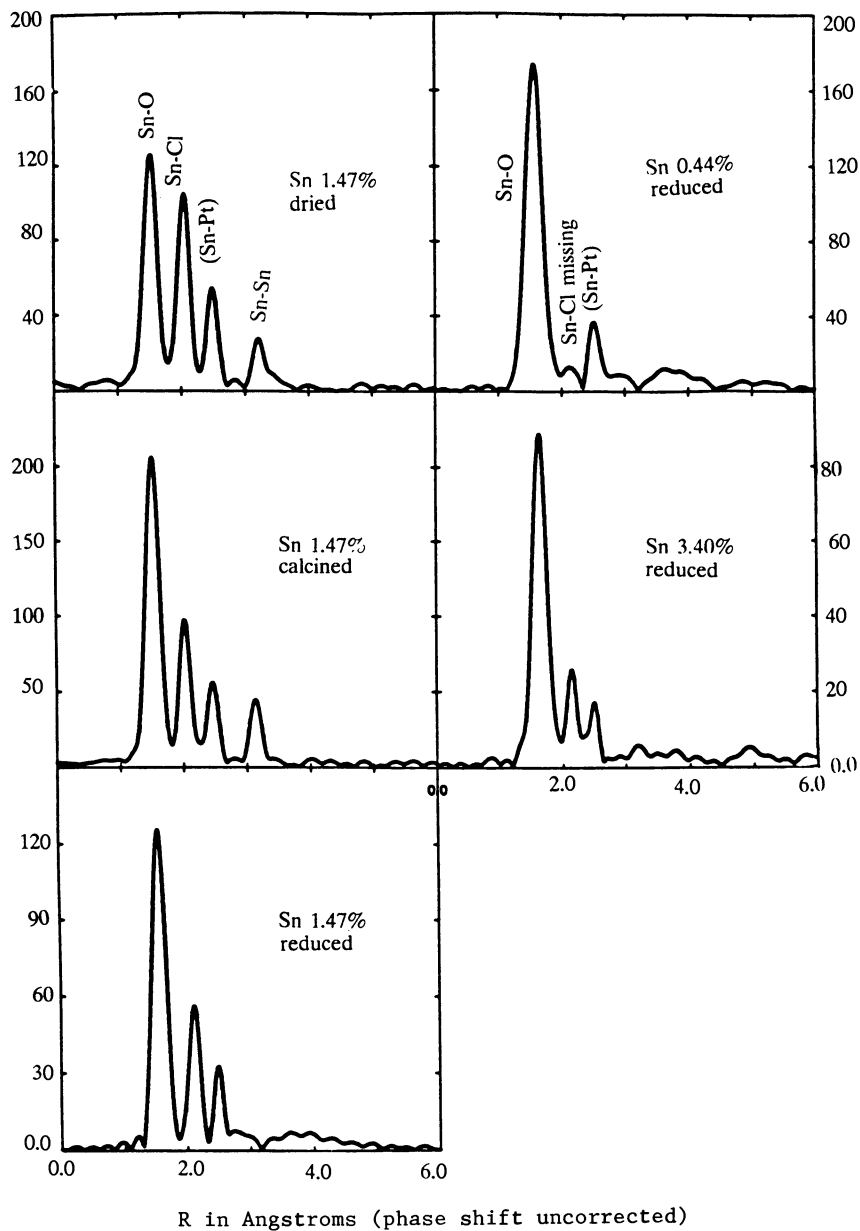 200
160
120
80
40
Sn-O
Sn-Cl
(Sn-Pt)
Sn-Sn
Sn 1.47%
dried
200
160
120
80
40
Sn-O
Sn-Cl missing
(Sn-Pt)
Sn 0.44%
reduced
200
150
100
50
Sn 1.47%
calcined
80
60
40
20
0.0
Sn 3.40%
reduced
0.0
2.0
4.0
6.0
120
90
60
30
0.0
Sn 1.47%
reduced
0.0
2.0
4.0
6.0
R in Angstroms (phase shift uncorrected)